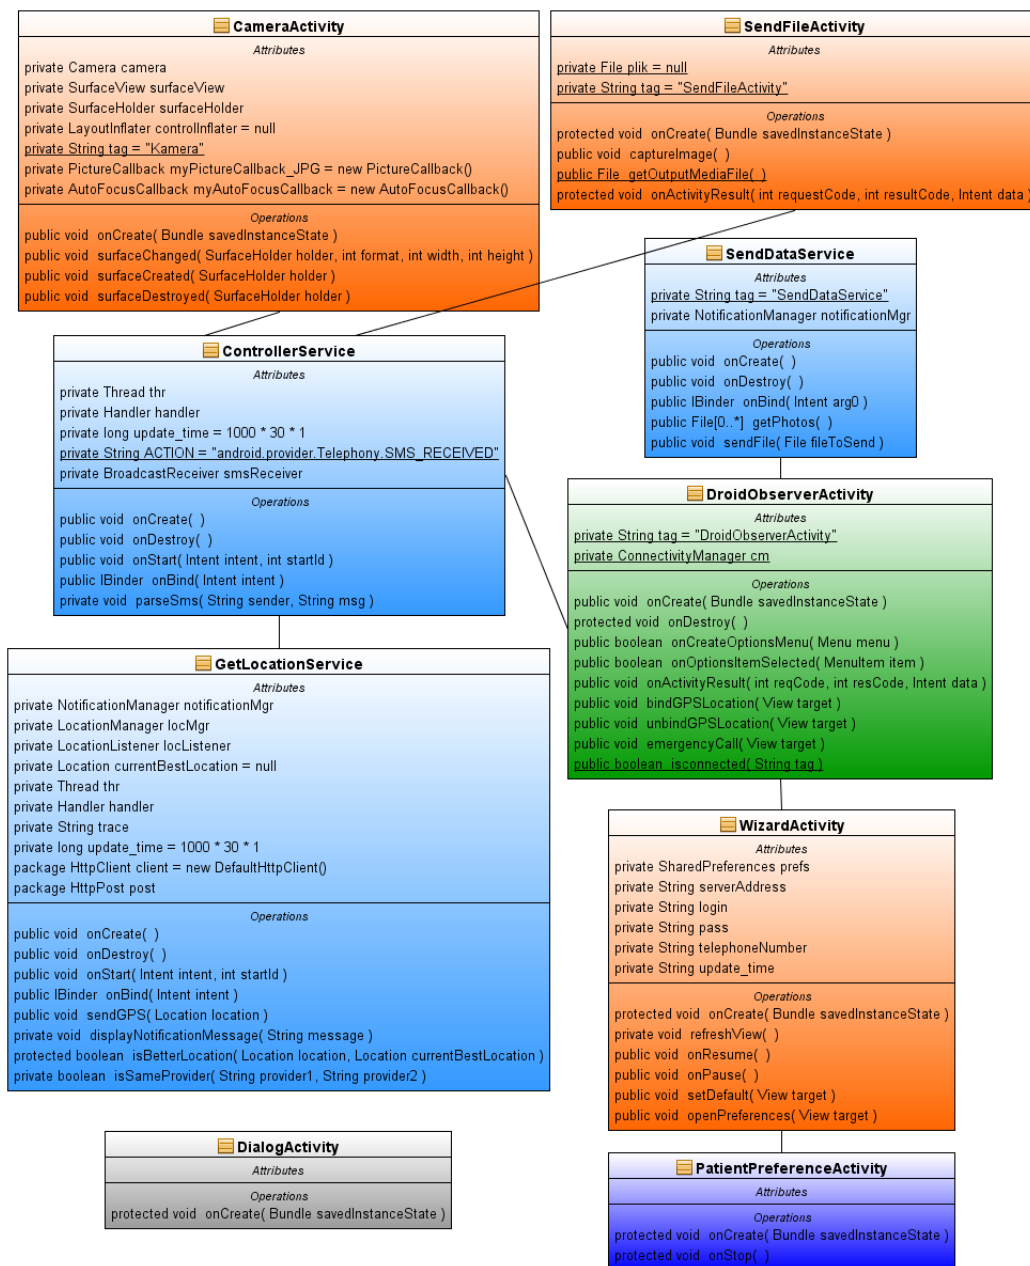 CameraActivity
Attributes
private Camera camera
private SurfaceView surfaceView
private SurfaceHolder surfaceHolder
private LayoutInflater controlInflater = null
private String tag = "Kamera"
private PictureCallback myPictureCallback_JPG = new PictureCallback()
private AutoFocusCallback myAutoFocusCallback = new AutoFocusCallback()
Operations
public void onCreate( Bundle savedInstanceState )
public void surfaceChanged( SurfaceHolder holder, int format, int width, int height )
public void surfaceCreated( SurfaceHolder holder )
public void surfaceDestroyed( SurfaceHolder holder )
SendFileActivity
Attributes
private File plik = null
private String tag = "SendFileActivity"
Operations
protected void onCreate( Bundle savedInstanceState )
public void captureImage( )
public File getOutputMediaFile( )
protected void onActivityResult( int requestCode, int resultCode, Intent data )
SendDataService
Attributes
private String tag = "SendDataService"
private NotificationManager notificationMgr
Operations
public void onCreate( )
public void onDestroy( )
public IBinder onBind( Intent arg0 )
public File[0..*] getPhotos( )
public void sendFile( File fileToSend )
ControllerService
Attributes
private Thread thr
private Handler handler
private long update_time = 1000 * 30 * 1
private String ACTION = "android.provider.Telephony.SMS_RECEIVED"
private BroadcastReceiver smsReceiver
Operations
public void onCreate( )
public void onDestroy( )
public void onStart( Intent intent, int startId )
public IBinder onBind( Intent intent )
private void parseSms( String sender, String msg )
DroidObserverActivity
Attributes
private String tag = "DroidObserverActivity"
private ConnectivityManager cm
Operations
public void onCreate( Bundle savedInstanceState )
protected void onDestroy( )
public boolean onCreateOptionsMenu( Menu menu )
public boolean onOptionsItemSelected( MenuItem item )
public void onActivityResult( int reqCode, int resCode, Intent data )
public void bindGPSLocation( View target )
public void unbindGPSLocation( View target )
public void emergencyCall( View target )
public boolean isconnected( String tag )
GetLocationService
Attributes
private NotificationManager notificationMgr
private LocationManager locMgr
private LocationListener locListener
private Location currentBestLocation = null
private Thread thr
private Handler handler
private String trace
private long update_time = 1000 * 30 * 1
package HttpClient client = new DefaultHttpClient()
package HttpPost post
Operations
public void onCreate( )
public void onDestroy( )
public void onStart( Intent intent, int startId )
public IBinder onBind( Intent intent )
public void sendGPS( Location location )
private void displayNotificationMessage( String message )
protected boolean isBetterLocation( Location location, Location currentBestLocation )
private boolean isSameProvider( String provider1, String provider2 )
WizardActivity
Attributes
private SharedPreferences prefs
private String serverAddress
private String login
private String pass
private String telephoneNumber
private String update_time
Operations
protected void onCreate( Bundle savedInstanceState )
private void refreshView( )
public void onResume( )
public void onPause( )
public void setDefault( View target )
public void openPreferences( View target )
DialogActivity
Attributes
Operations
protected void onCreate( Bundle savedInstanceState )
PatientPreferenceActivity
Attributes
Operations
protected void onCreate( Bundle savedInstanceState )
protected void onStop( )